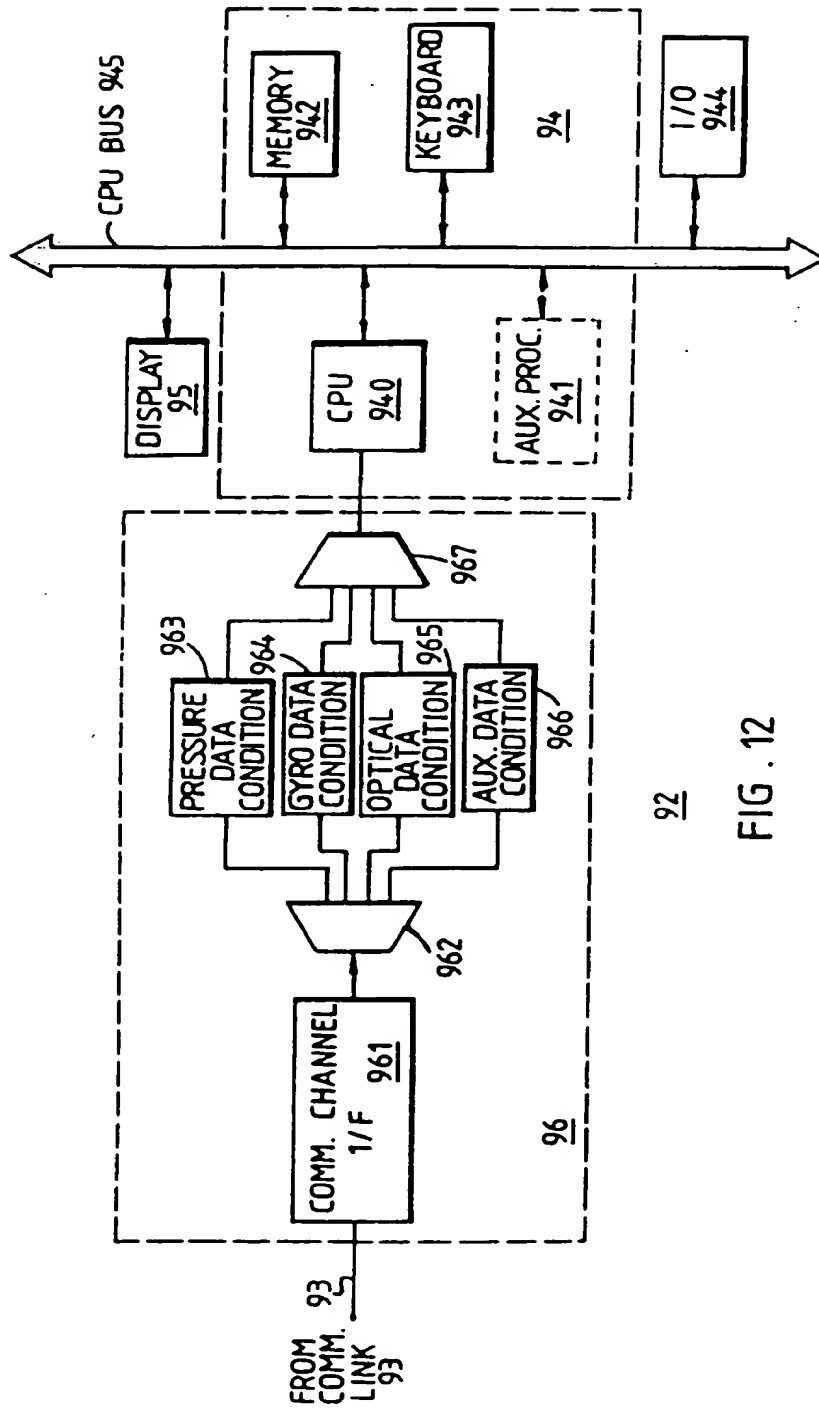 FROM
COMM.
LINK
93
93
COMM. CHANNEL
1/F
961
962
PRESSURE
DATA
CONDITION
963
GYRO DATA
CONDITION
964
OPTICAL
DATA
CONDITION
965
AUX. DATA
CONDITION
966
967
96
DISPLAY
95
CPU BUS 945
CPU
940
AUX. PROC.
941
MEMORY
942
KEYBOARD
943
94
I/O
944
92
FIG. 12